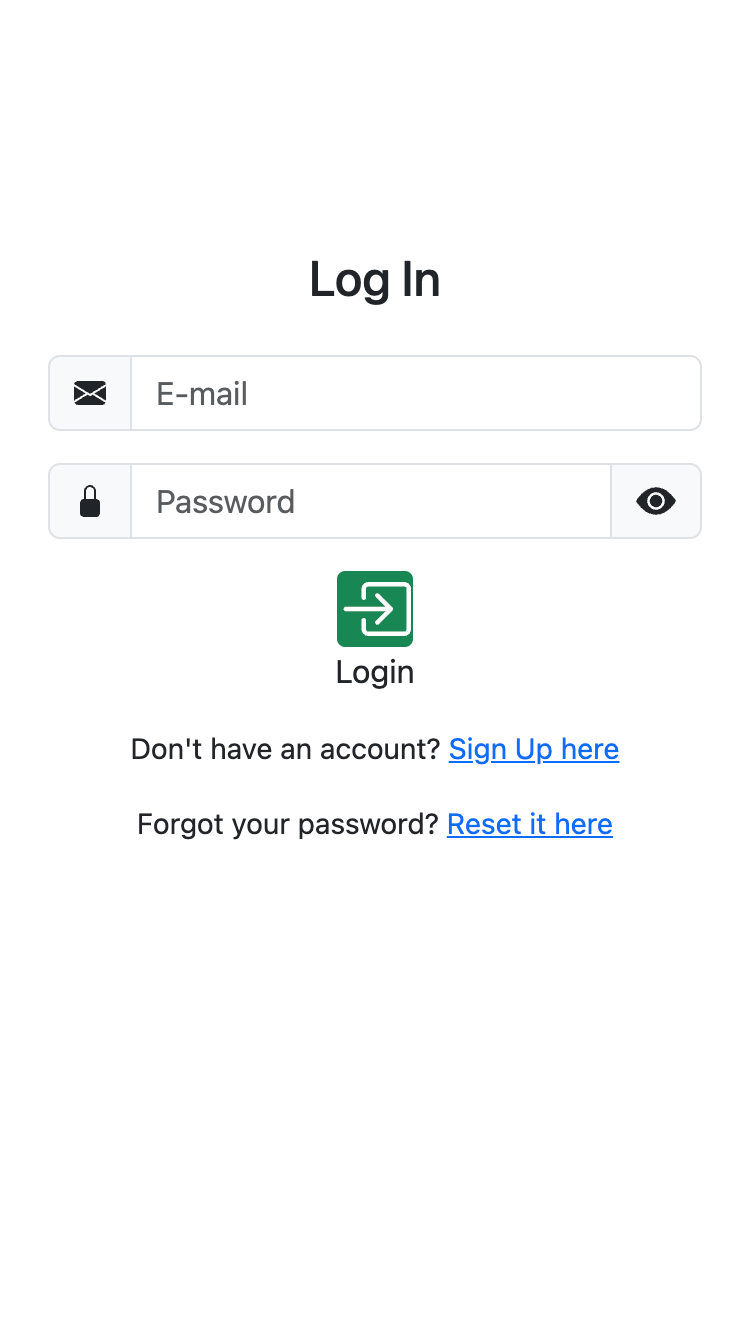 Log In
E-mail
Password
Login
Don't have an account? Sign Up here
Forgot your password? Reset it here